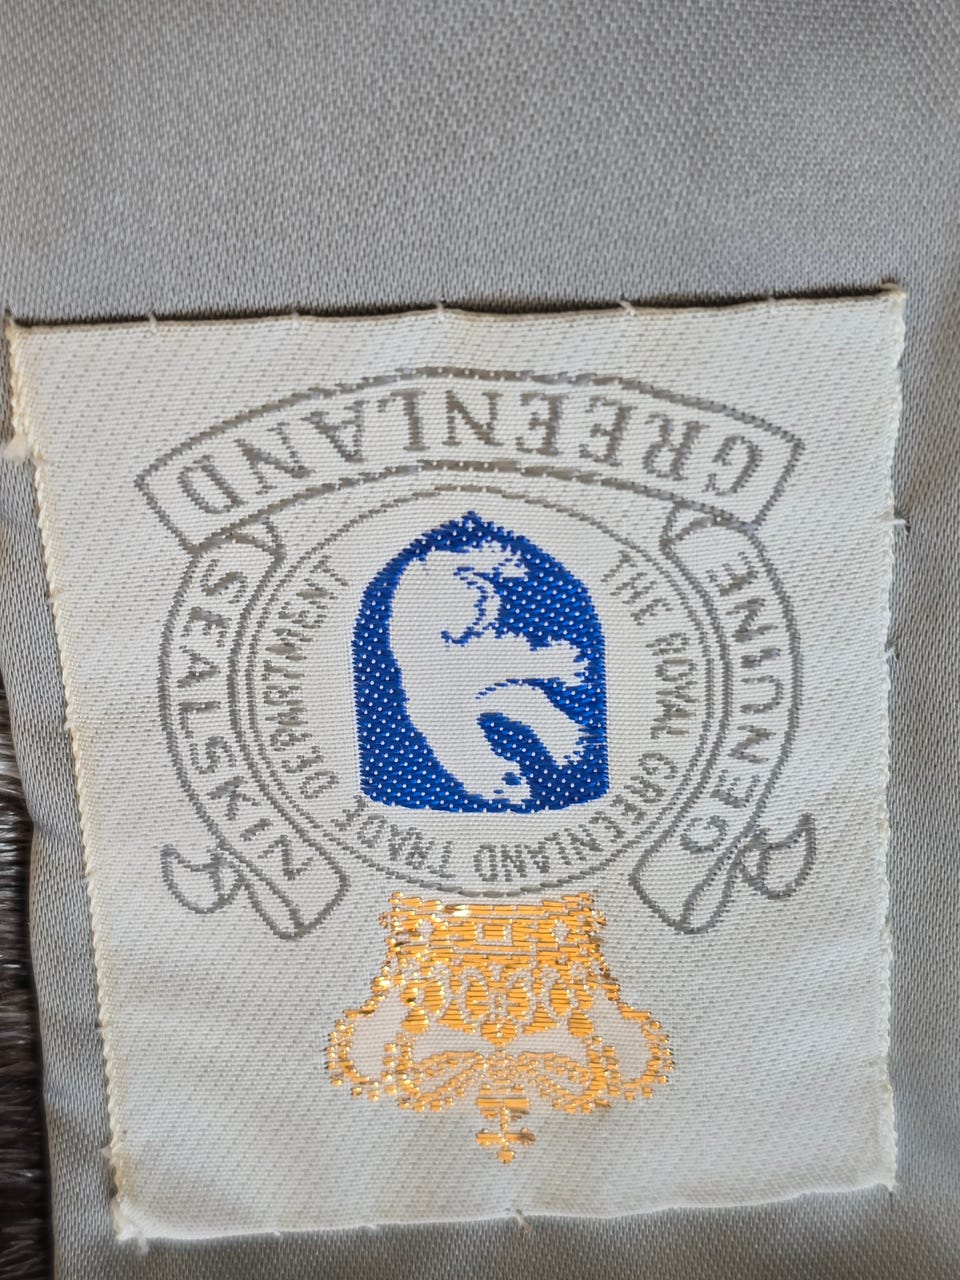 THE ROYAL GREENLAND TRADE DEPARTMENT
GENUINE
GREENLAND
SEALSKIN